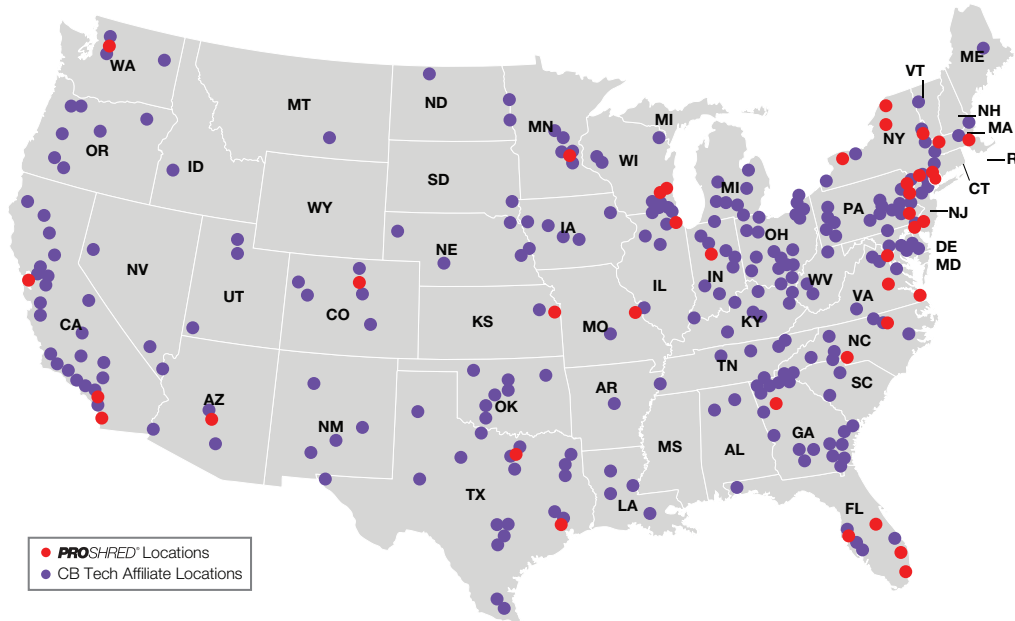 ME
VT
WA
ND
NH
MT
MN
MI
NY
MA
OR
WI
R
ID
SD
MI
CT
WY
PA
IA
NJ
NE
OH
DE
NV
MD
IN
WV
UT
IL
VA
CO
CA
KS
MO
KY
NC
TN
SC
AR
AZ
OK
NM
GA
MS
AL
TX
LA
FL
PROSHRED® Locations
CB Tech Affiliate Locations